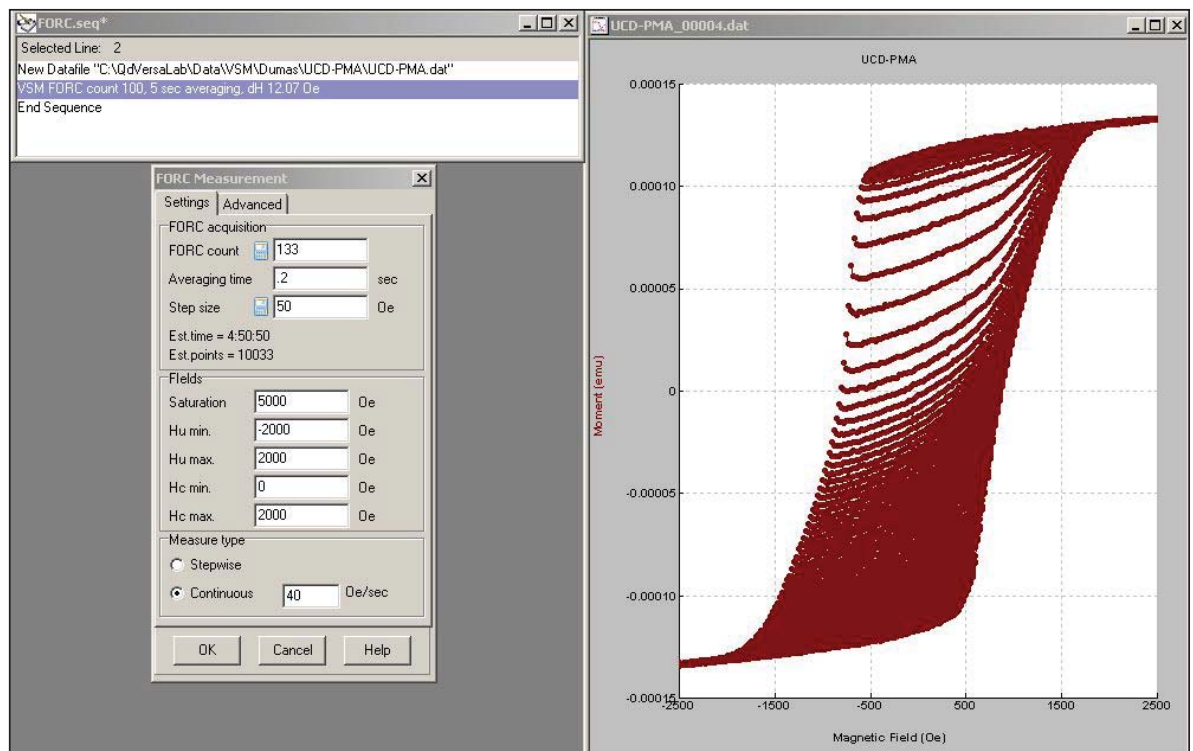 FORC.seq*
Selected Line: 2
New Datafile "C:\QdVersaLab\Data\VSM\Dumas\UCD-PMA\UCD-PMA.dat"
VSM FORC count 100, 5 sec averaging, dH 12.07 Oe
End Sequence
FORC Measurement
Settings Advanced
FORC acquisition
FORC count 133
Averaging time .2 sec
Step size 50 Oe
Est.time = 4:50:50
Est.points = 10033
Fields
Saturation 5000 Oe
Hu min. -2000 Oe
Hu max. 2000 Oe
Hc min. 0 Oe
Hc max. 2000 Oe
Measure type
Stepwise
Continuous 40 Oe/sec
OK Cancel Help
UCD-PMA_00004.dat
UCD-PMA
0.00015
0.00010
0.00005
0
-0.00005
-0.00010
-0.00015
Moment (emu)
-2500 -1500 -500 500 1500 2500
Magnetic Field (Oe)